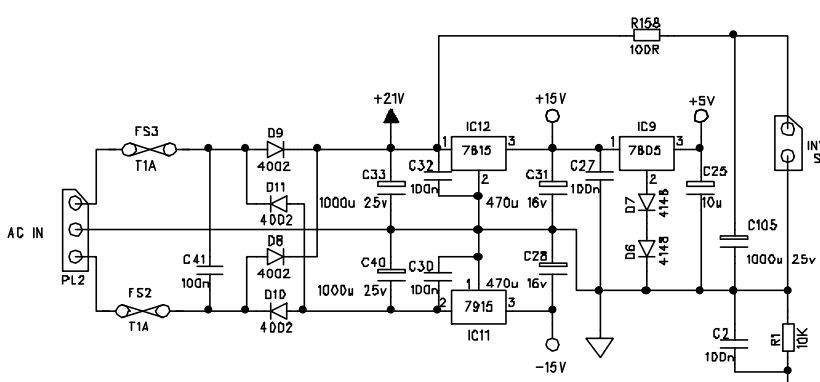 R158
100R
+21V
+15V
+5V
FS3
D9
IC12
IC9
1
7815
3
1
7805
3
T1A
4002
C33
C32
C31
C27
C25
D11
1000u
25v
100n
2
470u
16v
100n
2
D7
4148
10u
4002
AC IN
D8
C105
C41
C40
C30
470u
C28
D6
4148
PL2
100n
4002
1000u
25v
100n
1
16v
1000u
25v
FS2
D10
2
7915
3
T1A
4002
IC11
C2
R1
10K
100n
-15V